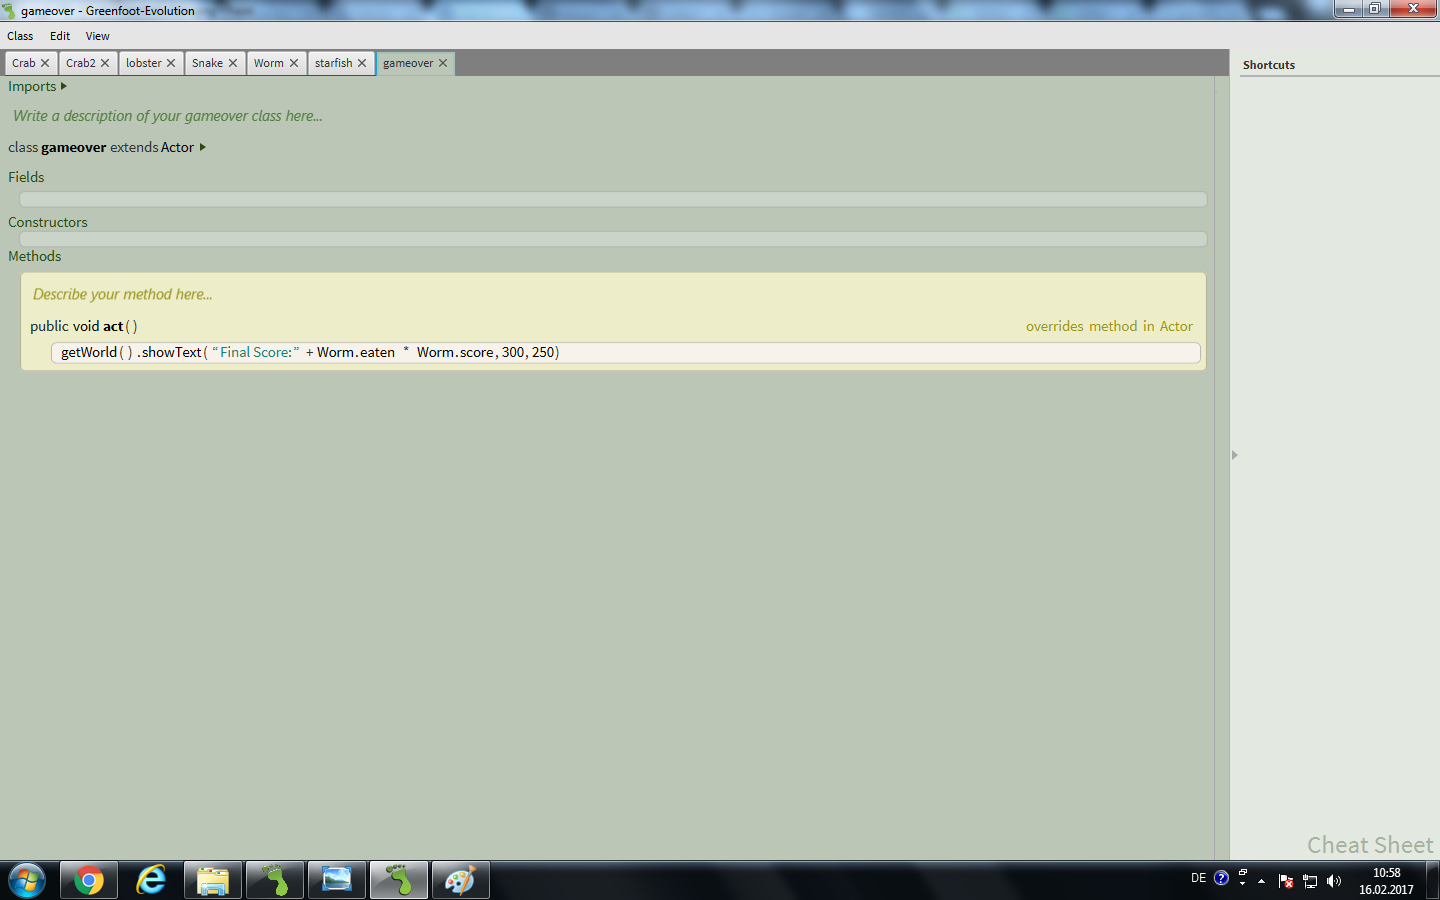 gameover - Greenfoot-Evolution
Class Edit View
Crab Crab2 lobster Snake Worm starfish gameover
Shortcuts
Imports
Write a description of your gameover class here...
class gameover extends Actor
Fields
Constructors
Methods
Describe your method here...
public void act()
overrides method in Actor
getWorld().showText(“Final Score:” +Worm.eaten * Worm.score,300,250)
Cheat Sheet
DE
10:58
16.02.2017